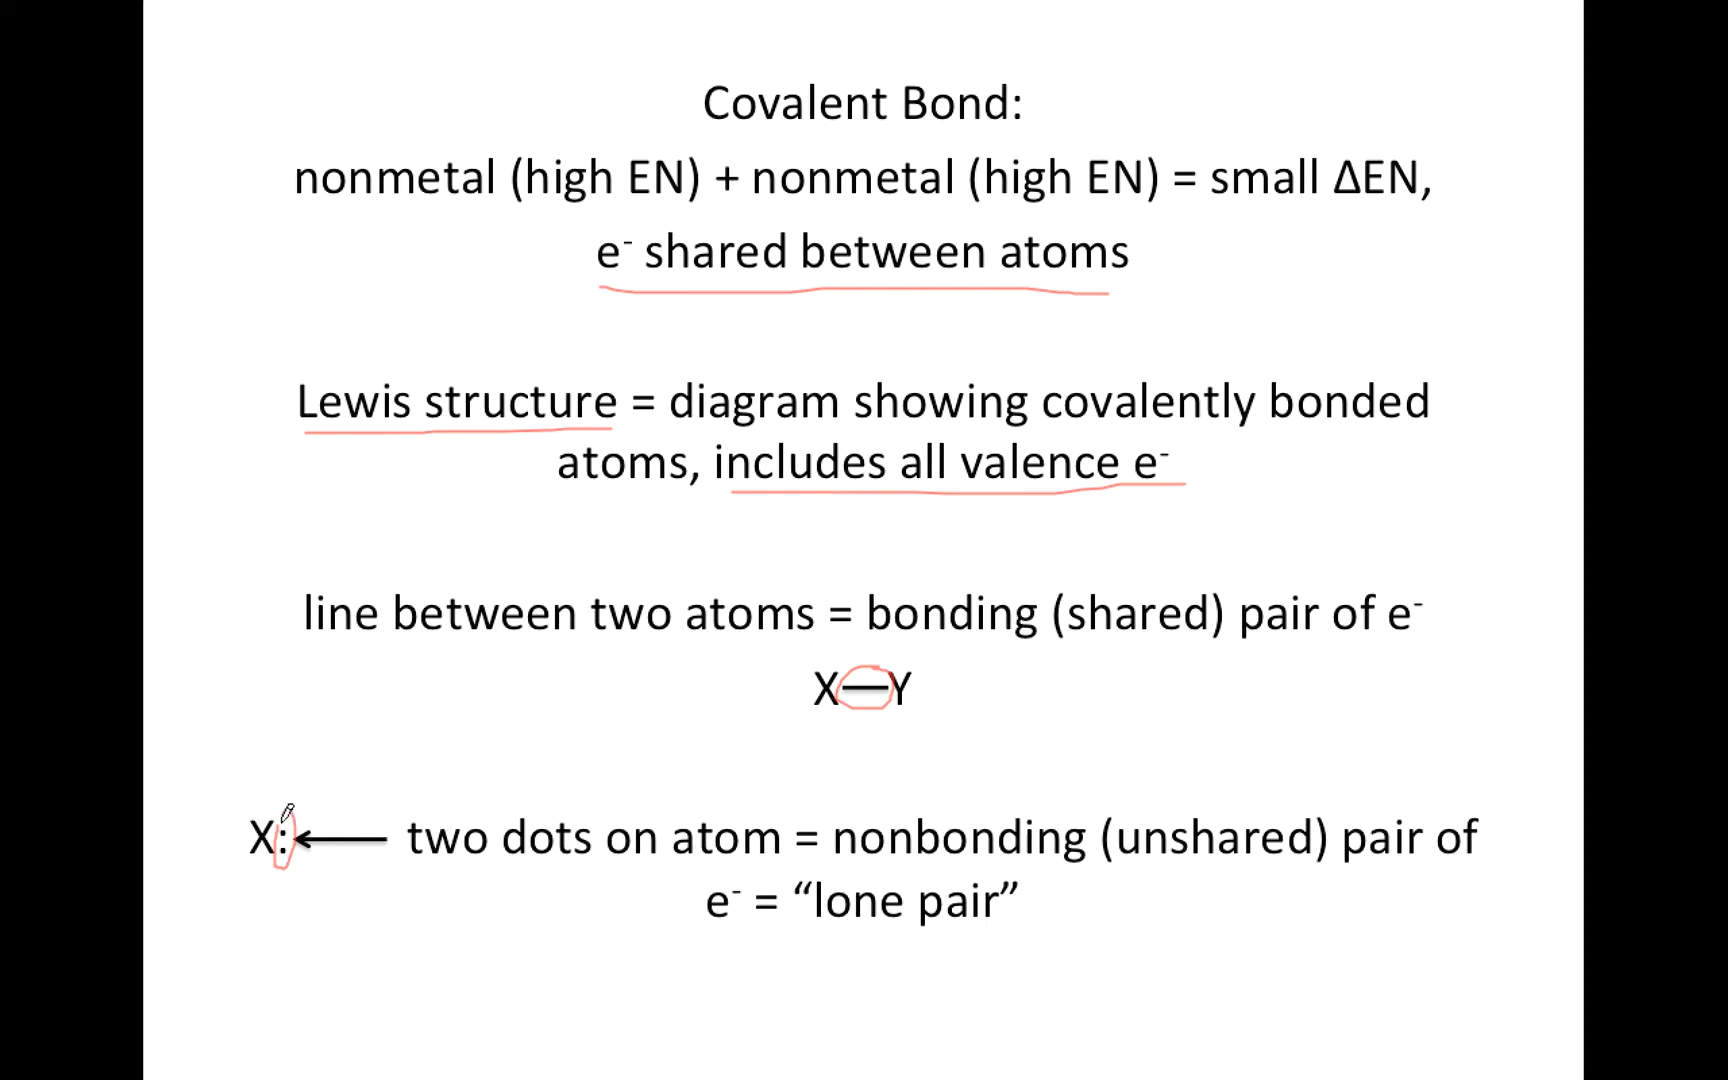 Covalent Bond:
nonmetal (high EN) + nonmetal (high EN) = small ΔEN,
e⁻ shared between atoms
Lewis structure = diagram showing covalently bonded
atoms, includes all valence e⁻
line between two atoms = bonding (shared) pair of e⁻
X—Y
X:← two dots on atom = nonbonding (unshared) pair of
e⁻ = “lone pair”